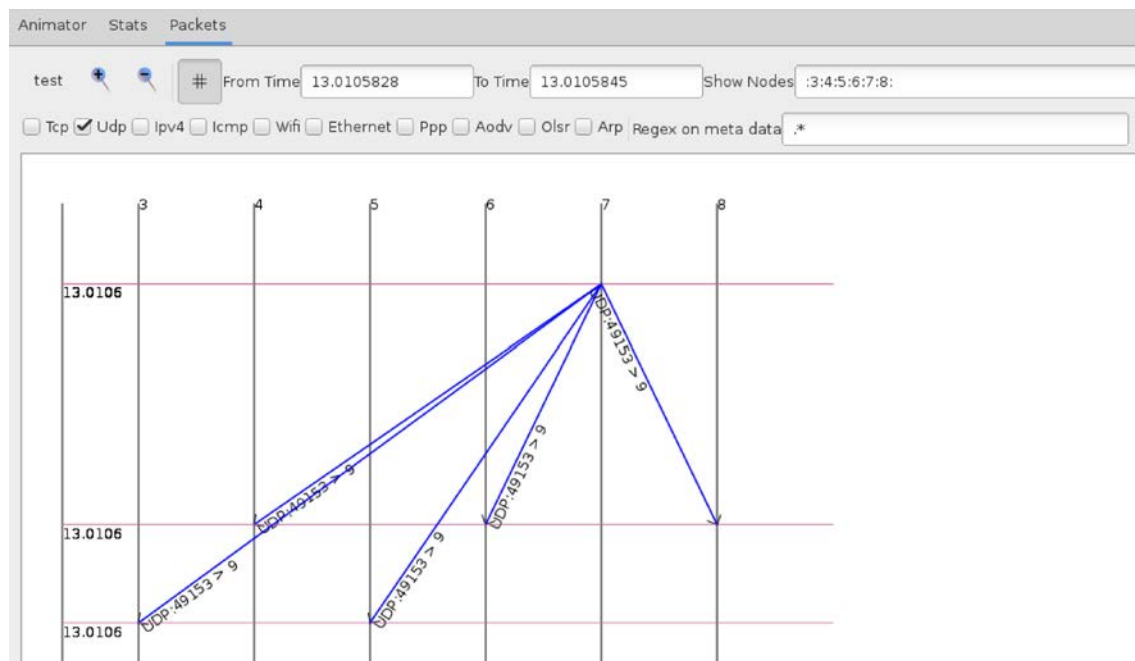 Animator Stats Packets
test # From Time 13.0105828 To Time 13.0105845 Show Nodes :3:4:5:6:7:8:
Tcp Udp Ipv4 Icmp Wifi Ethernet Ppp Aodv Olsr Arp Regex on meta data .*
3 4 5 6 7 8
13.0106
UDP:49153 > 9
UDP:49153 > 9
UDP:49153 > 9
13.0106
UDP:49153 > 9
UDP:49153 > 9
13.0106